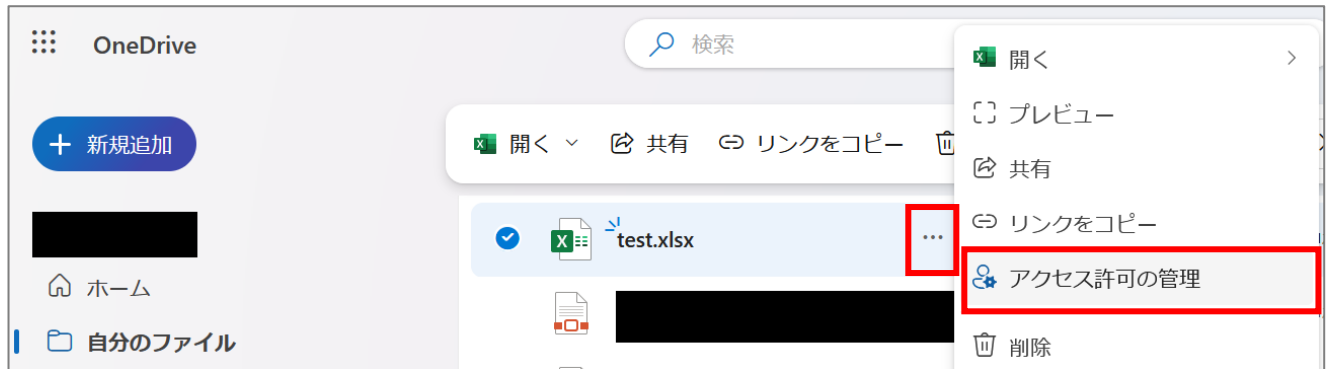 OneDrive
検索
新規追加
開く
共有
リンクをコピー
test.xlsx
ホーム
自分のファイル
開く
プレビュー
共有
リンクをコピー
アクセス許可の管理
削除